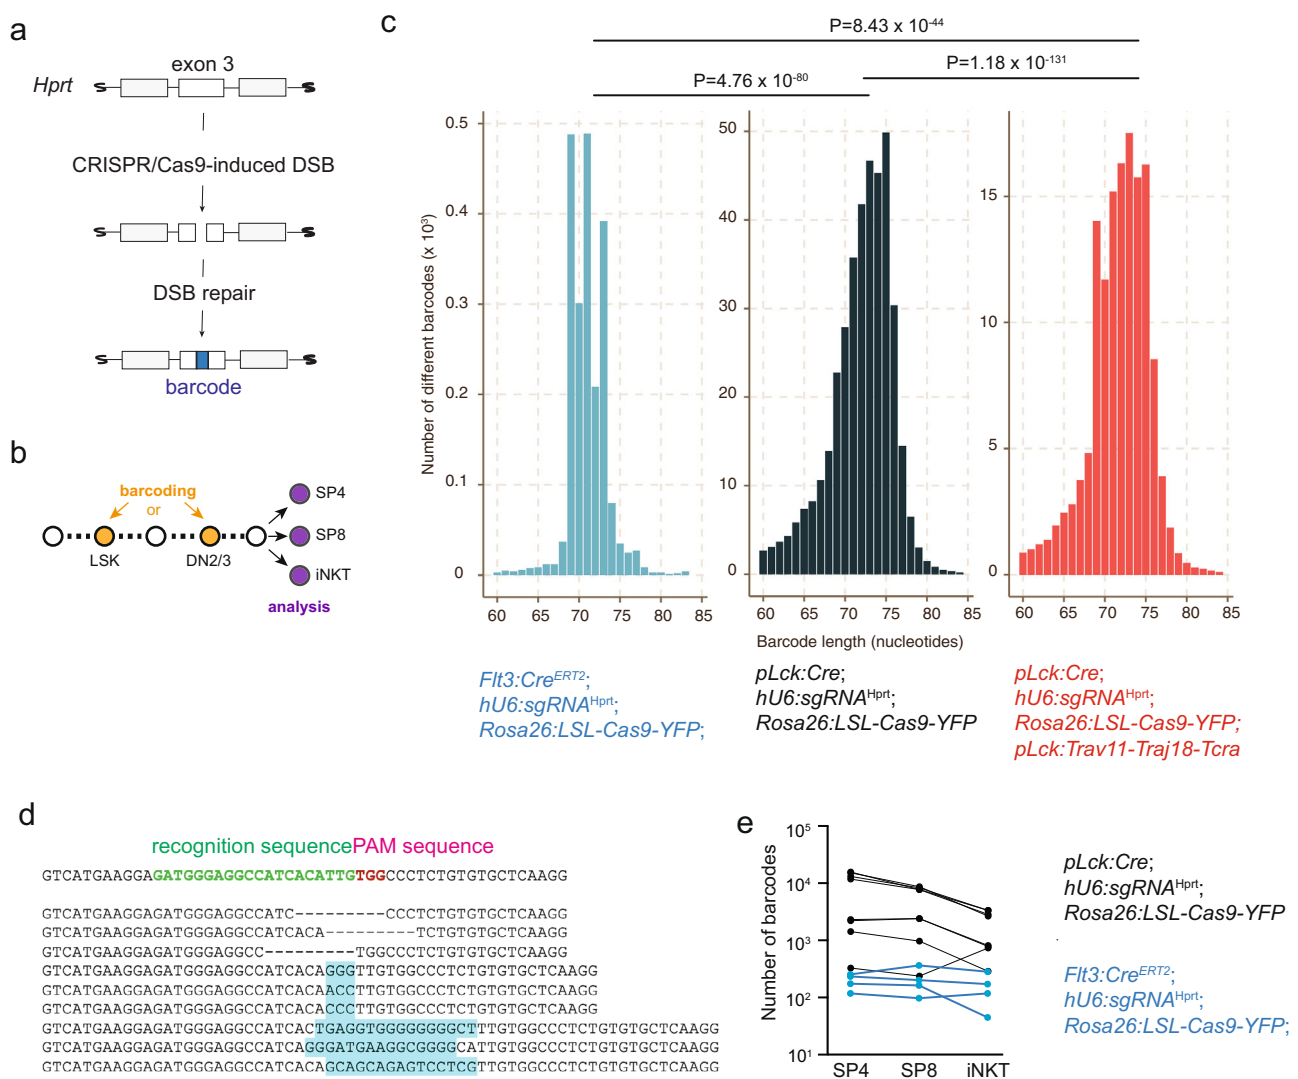 a
Hprt
exon 3
CRISPR/Cas9-induced DSB
DSB repair
barcode
b
barcoding
or
LSK
DN2/3
SP4
SP8
iNKT
analysis
c
P=8.43 x 10-44
P=4.76 x 10-80
P=1.18 x 10-131
Number of different barcodes (x 10³)
0.5
0.4
0.3
0.2
0.1
0
60 65 70 75 80 85
50
40
30
20
10
0
60 65 70 75 80 85
15
10
5
0
60 65 70 75 80 85
Barcode length (nucleotides)
Flt3:CreERT2;
hU6:sgRNAHprt;
Rosa26:LSL-Cas9-YFP;
pLck:Cre;
hU6:sgRNAHprt;
Rosa26:LSL-Cas9-YFP
pLck:Cre;
hU6:sgRNAHprt;
Rosa26:LSL-Cas9-YFP;
pLck:Trav11-Traj18-Tcra
d
recognition sequencePAM sequence
GTCATGAAGGAGATGGGAGGCCATCACATTGTGGCCCTCTGTGTGCTCAAGG
GTCATGAAGGAGATGGGAGGCCATC---------CCCTCTGTGTGCTCAAGG
GTCATGAAGGAGATGGGAGGCCATCACA---------TCTGTGTGCTCAAGG
GTCATGAAGGAGATGGGAGGCC---------TGGCCCTCTGTGTGCTCAAGG
GTCATGAAGGAGATGGGAGGCCATCACAGGGTTGTGGCCCTCTGTGTGCTCAAGG
GTCATGAAGGAGATGGGAGGCCATCACAACGTTGTGGCCCTCTGTGTGCTCAAGG
GTCATGAAGGAGATGGGAGGCCATCACACCCTTGTGGCCCTCTGTGTGCTCAAGG
GTCATGAAGGAGATGGGAGGCCATCACTGAGGTGGGGGGGGCTTTGTGGCCCTCTGTGTGCTCAAGG
GTCATGAAGGAGATGGGAGGCCATCAGGGATGAAGGCGGGGCATTGTGGCCCTCTGTGTGCTCAAGG
GTCATGAAGGAGATGGGAGGCCATCACAGCAGCAGAGTCCTCGTTGTGGCCCTCTGTGTGCTCAAGG
e
Number of barcodes
10⁵
10⁴
10³
10²
10¹
SP4 SP8 iNKT
pLck:Cre;
hU6:sgRNAHprt;
Rosa26:LSL-Cas9-YFP
Flt3:CreERT2;
hU6:sgRNAHprt;
Rosa26:LSL-Cas9-YFP;